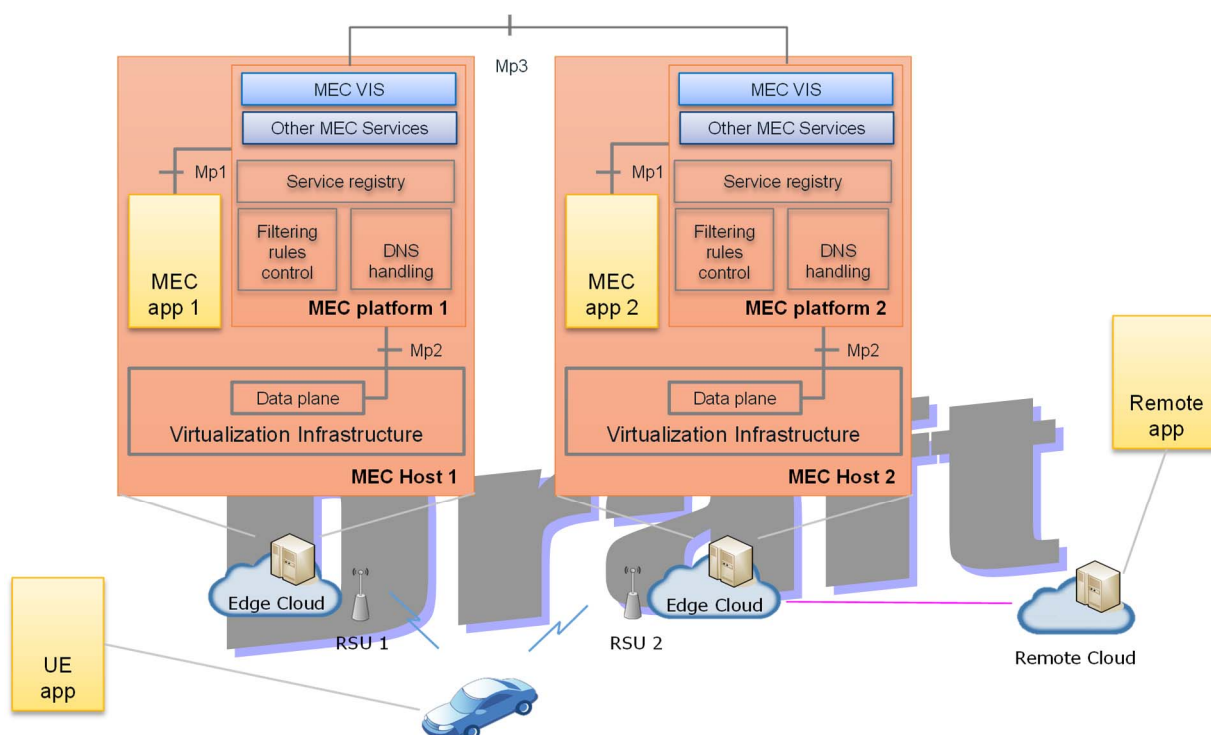 Mp3
MEC VIS
Other MEC Services
Mp1
Service registry
Filtering
rules
control
DNS
handling
MEC
app 1
MEC platform 1
Mp2
Data plane
Virtualization Infrastructure
MEC Host 1
MEC VIS
Other MEC Services
Mp1
Service registry
Filtering
rules
control
DNS
handling
MEC
app 2
MEC platform 2
Mp2
Data plane
Virtualization Infrastructure
MEC Host 2
Remote
app
Edge Cloud
RSU 1
Edge Cloud
RSU 2
Remote Cloud
UE
app